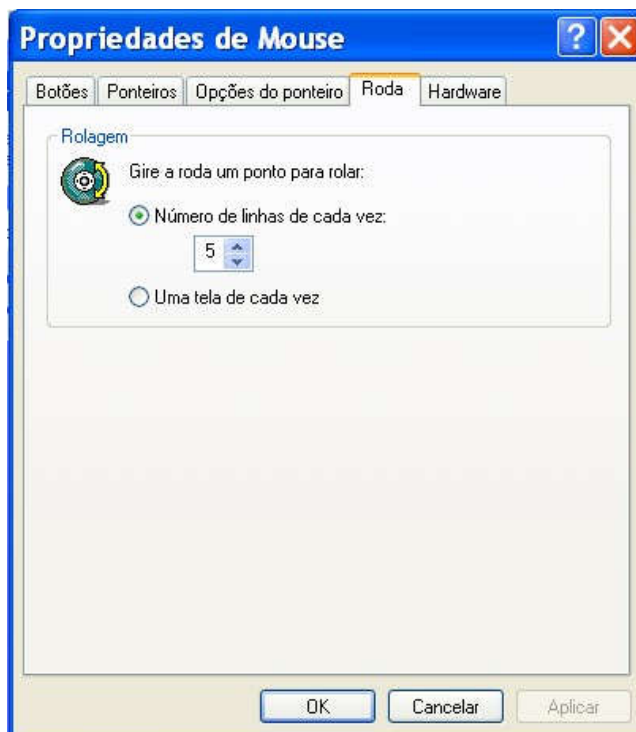 Propriedades de Mouse ? X
Botões Ponteiros Opções do ponteiro Roda Hardware
Rolagem
Gire a roda um ponto para rolar:
Número de linhas de cada vez:
5
Uma tela de cada vez
OK Cancelar Aplicar